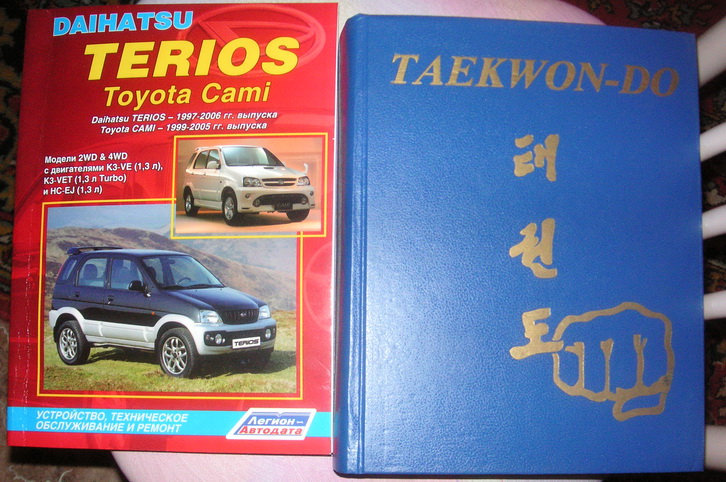 DAIHATSU
TERIOS
Toyota Cami
Daihatsu TERIOS – 1997-2006 гг. выпуска
Toyota CAMI – 1999-2005 гг. выпуска
Модели 2WD & 4WD
с двигателями K3-VE (1,3 л),
K3-VET (1,3 л Turbo)
и HC-EJ (1,3 л)
TERIOS
УСТРОЙСТВО, ТЕХНИЧЕСКОЕ
ОБСЛУЖИВАНИЕ И РЕМОНТ
Легион-
Автодата
TAEKWON-DO
태
권
도